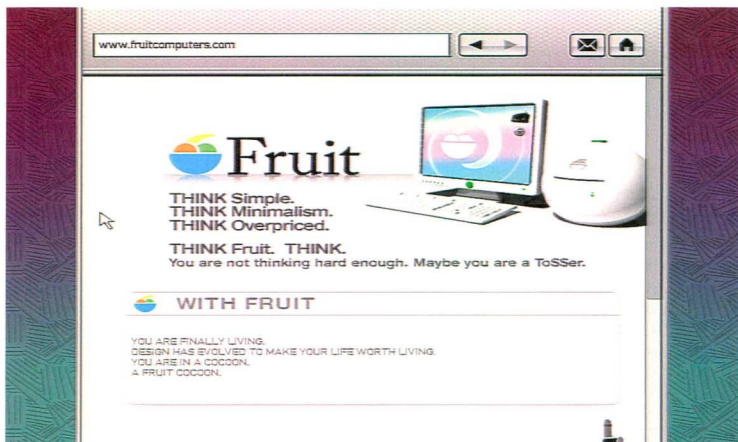 www.fruitcomputers.com
Fruit
THINK Simple.
THINK Minimalism.
THINK Overpriced.
THINK Fruit. THINK.
You are not thinking hard enough. Maybe you are a ToSSer.
WITH FRUIT
YOU ARE FINALLY LIVING.
DESIGN HAS EVOLVED TO MAKE YOUR LIFE WORTH LIVING.
YOU ARE IN A COCOON.
A FRUIT COCOON.